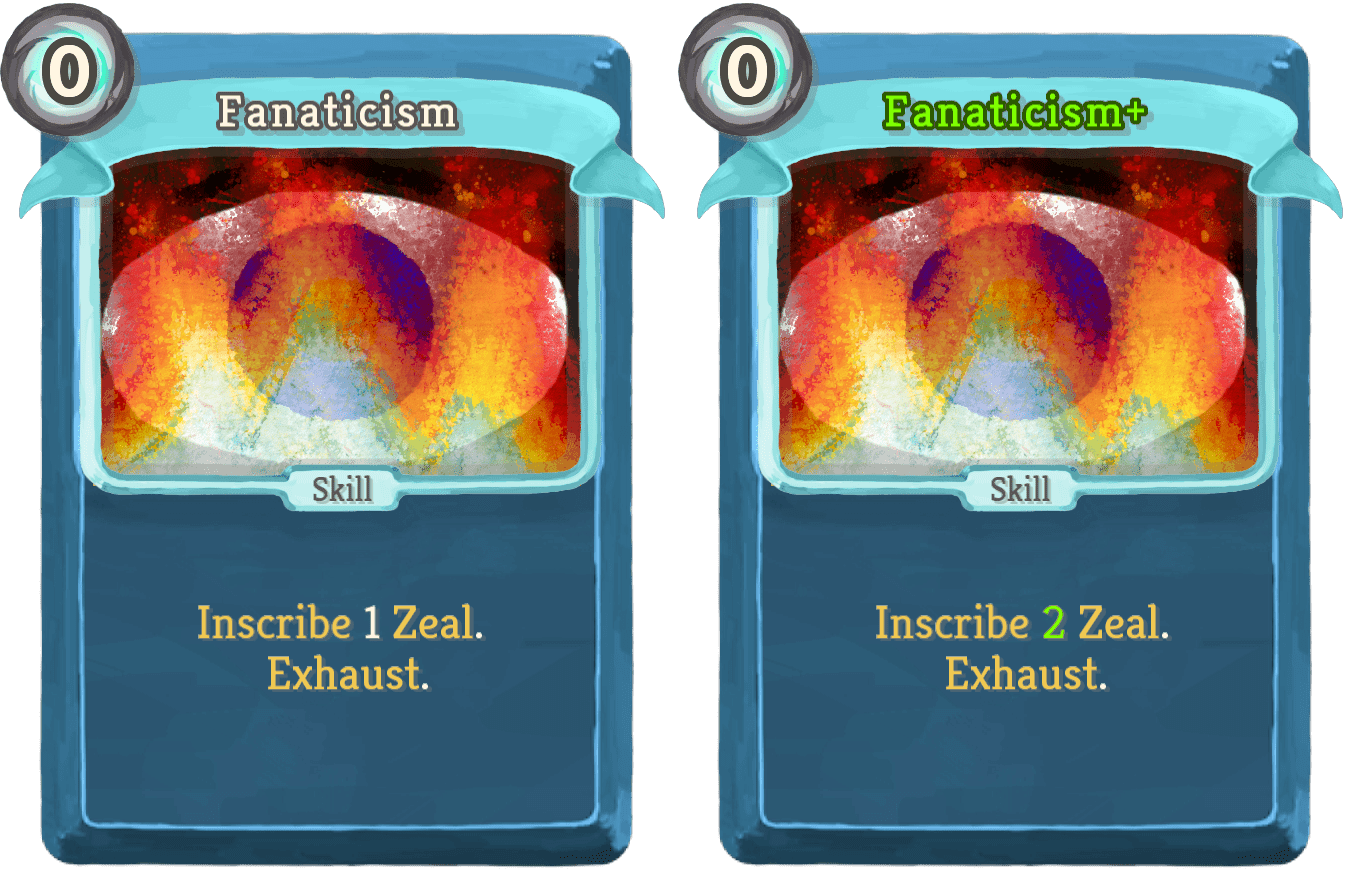 0
Fanaticism
Skill
Inscribe 1 Zeal.
Exhaust.
0
Fanaticism+
Skill
Inscribe 2 Zeal.
Exhaust.